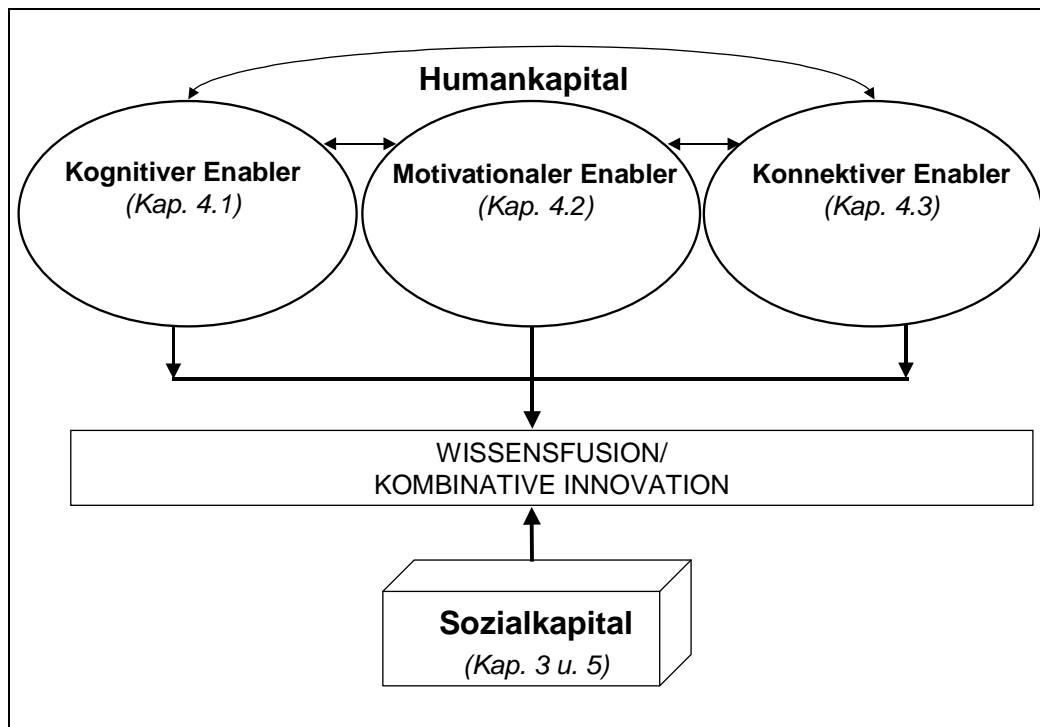 Humankapital
Kognitiver Enabler
(Kap. 4.1)
Motivationaler Enabler
(Kap. 4.2)
Konnektiver Enabler
(Kap. 4.3)
WISSENSFUSION/
KOMBINATIVE INNOVATION
Sozialkapital
(Kap. 3 u. 5)